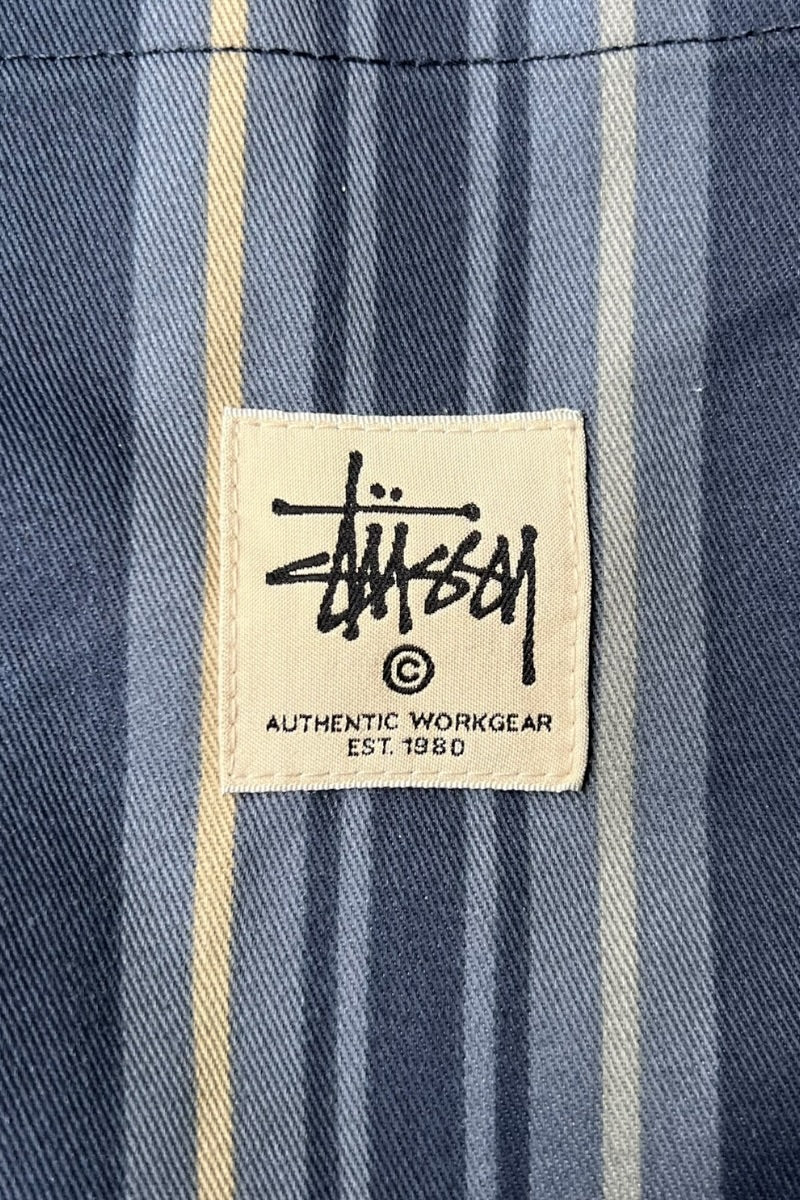 Stüssy
©
AUTHENTIC WORKGEAR
EST. 1980